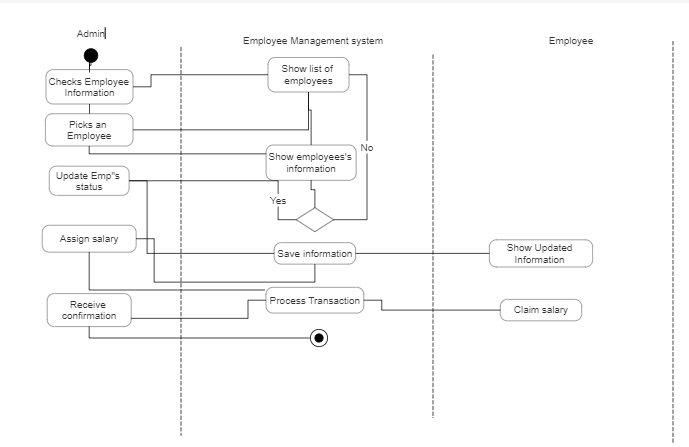 Admin
Employee Management system
Employee
Show list of
employees
Checks Employee
Information
Picks an
Employee
No
Show employees's
information
Update Emp"s
status
Yes
Assign salary
Save information
Show Updated
Information
Process Transaction
Receive
confirmation
Claim salary